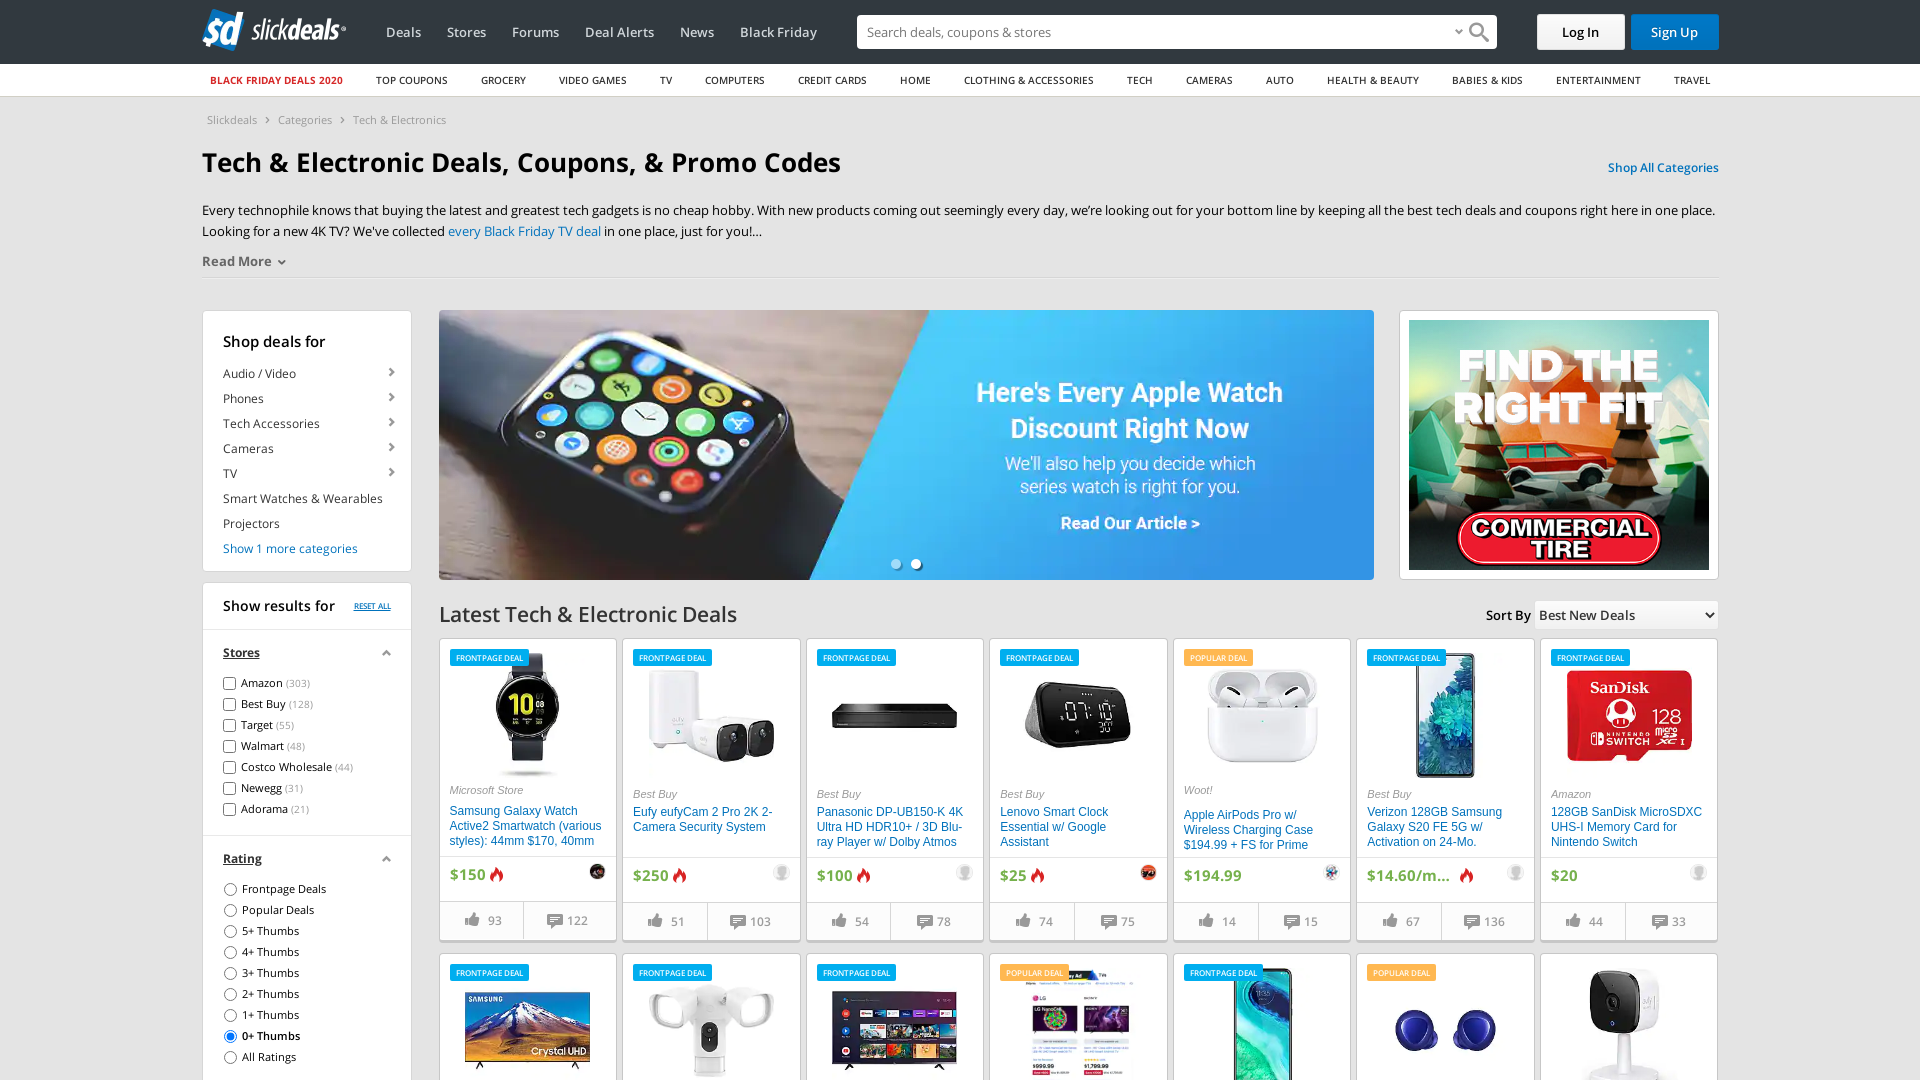 slickdeals
Deals
Stores
Forums
Deal Alerts
News
Black Friday
Search deals, coupons & stores
Log In
Sign Up
BLACK FRIDAY DEALS 2020
TOP COUPONS
GROCERY
VIDEO GAMES
TV
COMPUTERS
CREDIT CARDS
HOME
CLOTHING & ACCESSORIES
TECH
CAMERAS
AUTO
HEALTH & BEAUTY
BABIES & KIDS
ENTERTAINMENT
TRAVEL
Slickdeals > Categories > Tech & Electronics
Tech & Electronic Deals, Coupons, & Promo Codes
Shop All Categories
Every technophile knows that buying the latest and greatest tech gadgets is no cheap hobby. With new products coming out seemingly every day, we’re looking out for your bottom line by keeping all the best tech deals and coupons right here in one place.
Looking for a new 4K TV? We've collected every Black Friday TV deal in one place, just for you!...
Read More
Shop deals for
Audio / Video
Phones
Tech Accessories
Cameras
TV
Smart Watches & Wearables
Projectors
Show 1 more categories
Show results for
RESET ALL
Stores
Amazon (303)
Best Buy (128)
Target (55)
Walmart (48)
Costco Wholesale (44)
Newegg (31)
Adorama (21)
Rating
Frontpage Deals
Popular Deals
5+ Thumbs
4+ Thumbs
3+ Thumbs
2+ Thumbs
1+ Thumbs
0+ Thumbs
All Ratings
Here's Every Apple Watch
Discount Right Now
We'll also help you decide which
series watch is right for you.
Read Our Article >
FIND THE
RIGHT FIT
COMMERCIAL
TIRE
Latest Tech & Electronic Deals
Sort By
Best New Deals
FRONTPAGE DEAL
10
Microsoft Store
Samsung Galaxy Watch
Active2 Smartwatch (various
styles): 44mm $170, 40mm
$150
93
122
FRONTPAGE DEAL
Best Buy
Eufy eufyCam 2 Pro 2K 2-
Camera Security System
$250
51
103
FRONTPAGE DEAL
Best Buy
Panasonic DP-UB150-K 4K
Ultra HD HDR10+ / 3D Blu-
ray Player w/ Dolby Atmos
$100
54
78
FRONTPAGE DEAL
07:10
Best Buy
Lenovo Smart Clock
Essential w/ Google
Assistant
$25
74
75
POPULAR DEAL
Woot!
Apple AirPods Pro w/
Wireless Charging Case
$194.99 + FS for Prime
$194.99
14
15
FRONTPAGE DEAL
Best Buy
Verizon 128GB Samsung
Galaxy S20 FE 5G w/
Activation on 24-Mo.
$14.60/m...
67
136
FRONTPAGE DEAL
SanDisk
128
NINTENDO
SWITCH
micro
XC I
Amazon
128GB SanDisk MicroSDXC
UHS-I Memory Card for
Nintendo Switch
$20
44
33
FRONTPAGE DEAL
SAMSUNG
Crystal UHD
FRONTPAGE DEAL
FRONTPAGE DEAL
POPULAR DEAL
LG
$999.99
$1,799.99
FRONTPAGE DEAL
POPULAR DEAL